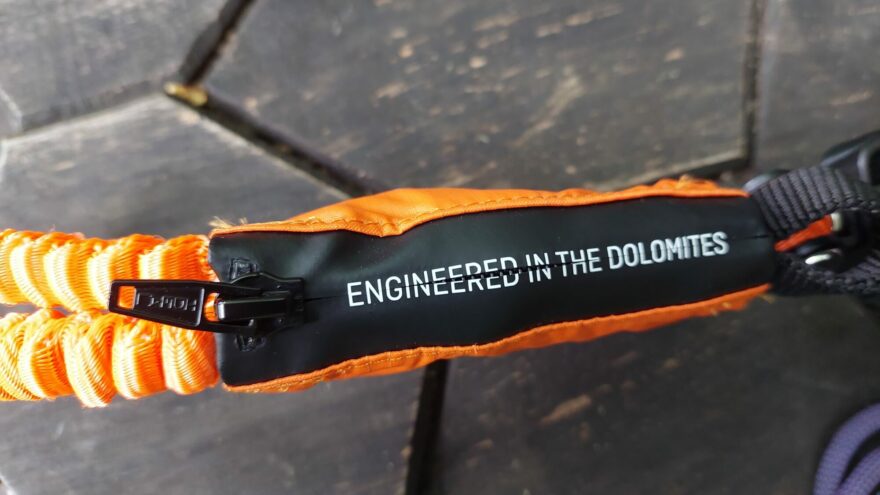 ENGINEERED IN THE DOLOMITES